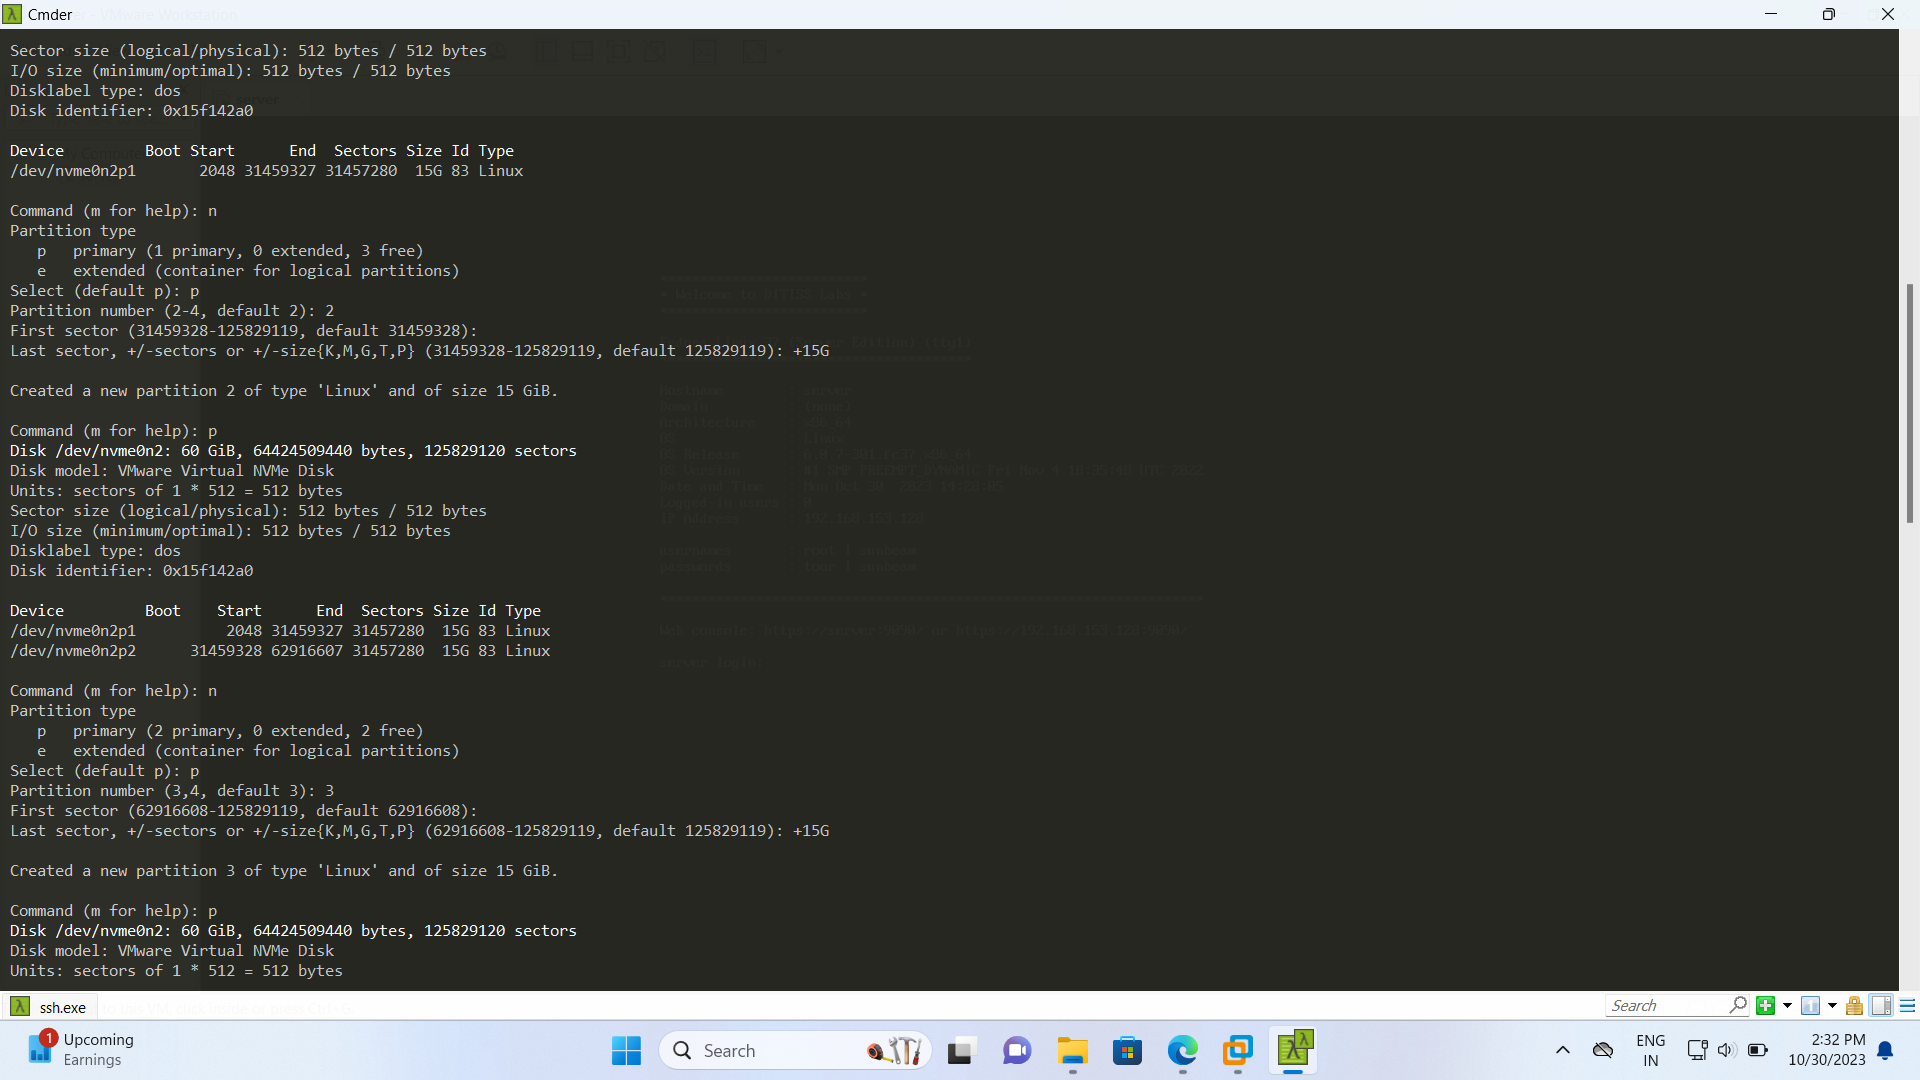 Cmder
Sector size (logical/physical): 512 bytes / 512 bytes
I/O size (minimum/optimal): 512 bytes / 512 bytes
Disklabel type: dos
Disk identifier: 0x15f142a0
Device         Boot Start      End  Sectors Size Id Type
/dev/nvme0n2p1       2048 31459327 31457280  15G 83 Linux
Command (m for help): n
Partition type
   p   primary (1 primary, 0 extended, 3 free)
   e   extended (container for logical partitions)
Select (default p): p
Partition number (2-4, default 2): 2
First sector (31459328-125829119, default 31459328):
Last sector, +/-sectors or +/-size{K,M,G,T,P} (31459328-125829119, default 125829119): +15G
Created a new partition 2 of type 'Linux' and of size 15 GiB.
Command (m for help): p
Disk /dev/nvme0n2: 60 GiB, 64424509440 bytes, 125829120 sectors
Disk model: VMware Virtual NVMe Disk
Units: sectors of 1 * 512 = 512 bytes
Sector size (logical/physical): 512 bytes / 512 bytes
I/O size (minimum/optimal): 512 bytes / 512 bytes
Disklabel type: dos
Disk identifier: 0x15f142a0
Device         Boot    Start      End  Sectors Size Id Type
/dev/nvme0n2p1          2048 31459327 31457280  15G 83 Linux
/dev/nvme0n2p2      31459328 62916607 31457280  15G 83 Linux
Command (m for help): n
Partition type
   p   primary (2 primary, 0 extended, 2 free)
   e   extended (container for logical partitions)
Select (default p): p
Partition number (3,4, default 3): 3
First sector (62916608-125829119, default 62916608):
Last sector, +/-sectors or +/-size{K,M,G,T,P} (62916608-125829119, default 125829119): +15G
Created a new partition 3 of type 'Linux' and of size 15 GiB.
Command (m for help): p
Disk /dev/nvme0n2: 60 GiB, 64424509440 bytes, 125829120 sectors
Disk model: VMware Virtual NVMe Disk
Units: sectors of 1 * 512 = 512 bytes
ssh.exe
Search
1
Upcoming
Earnings
Search
ENG
IN
2:32 PM
10/30/2023